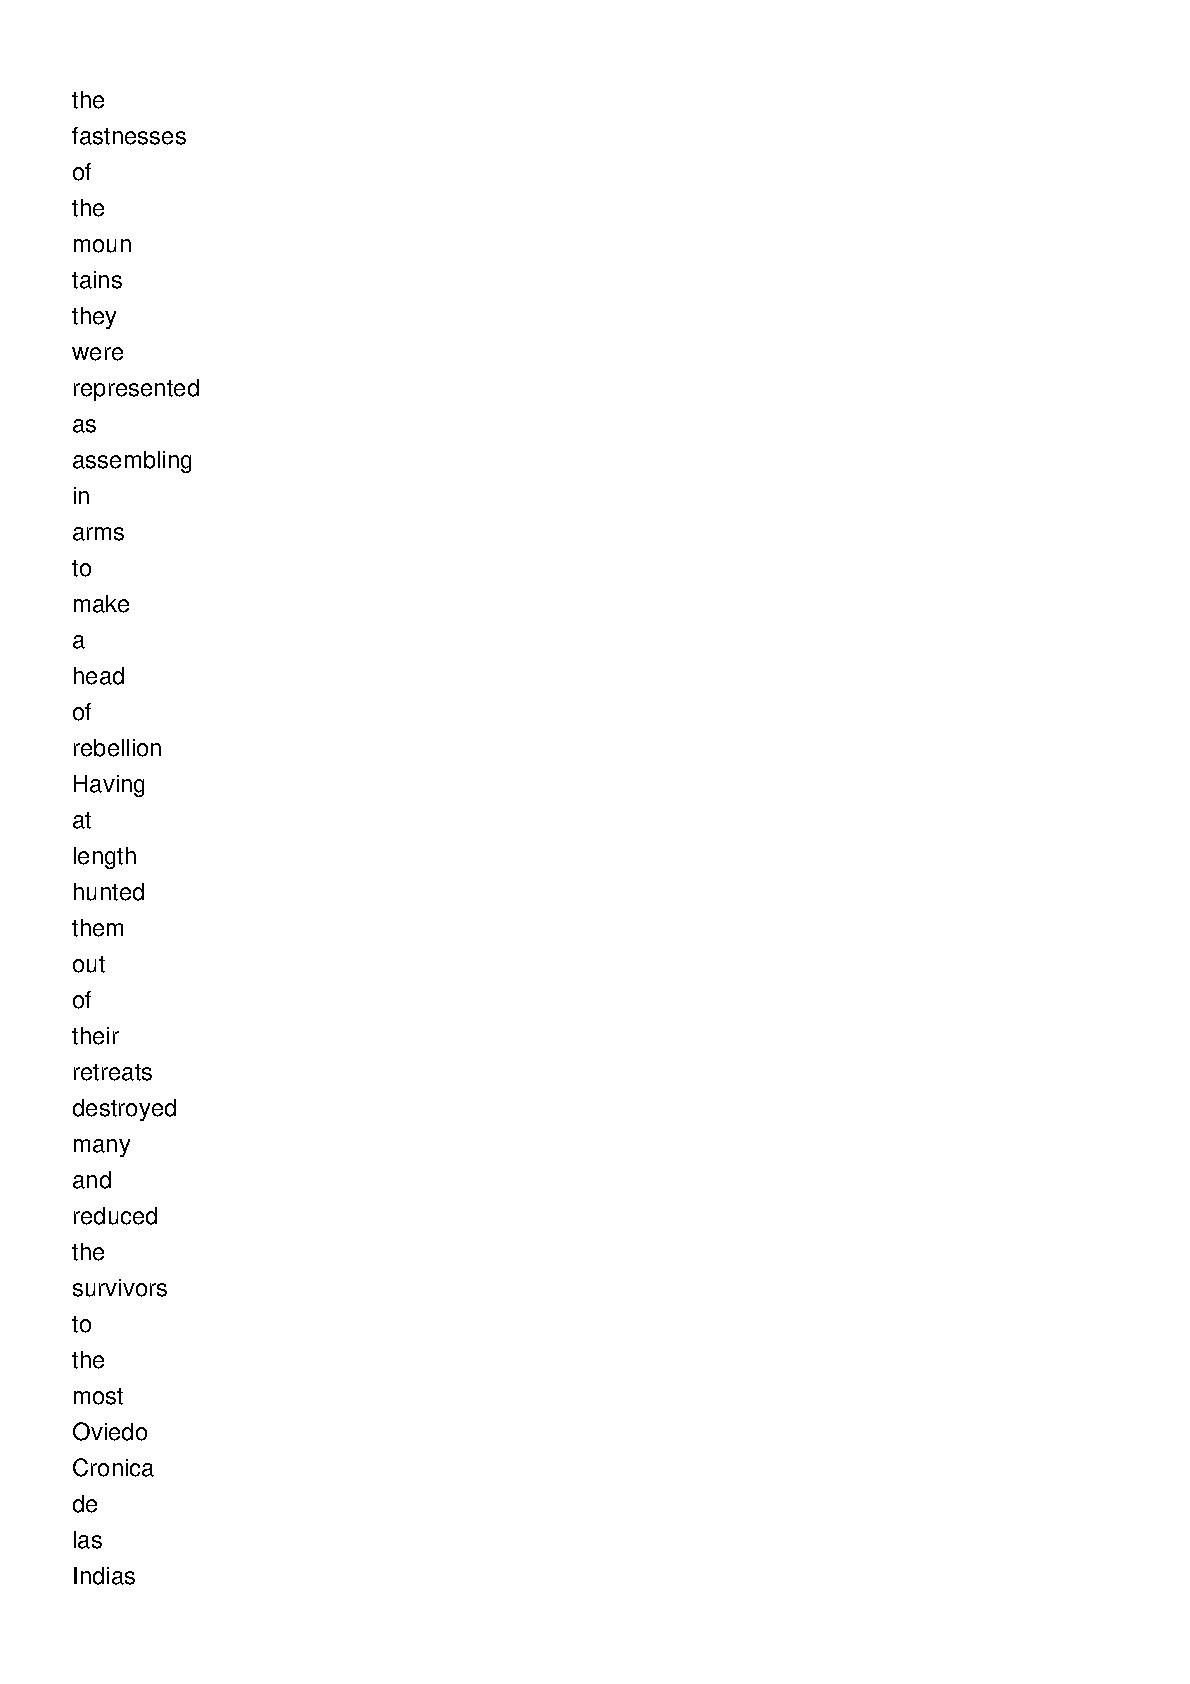 the
fastnesses
of
the
moun
tains
they
were
represented
as
assembling
in
arms
to
make
a
head
of
rebellion
Having
at
length
hunted
them
out
of
their
retreats
destroyed
many
and
reduced
the
survivors
to
the
most
Oviedo
Cronica
de
las
Indias